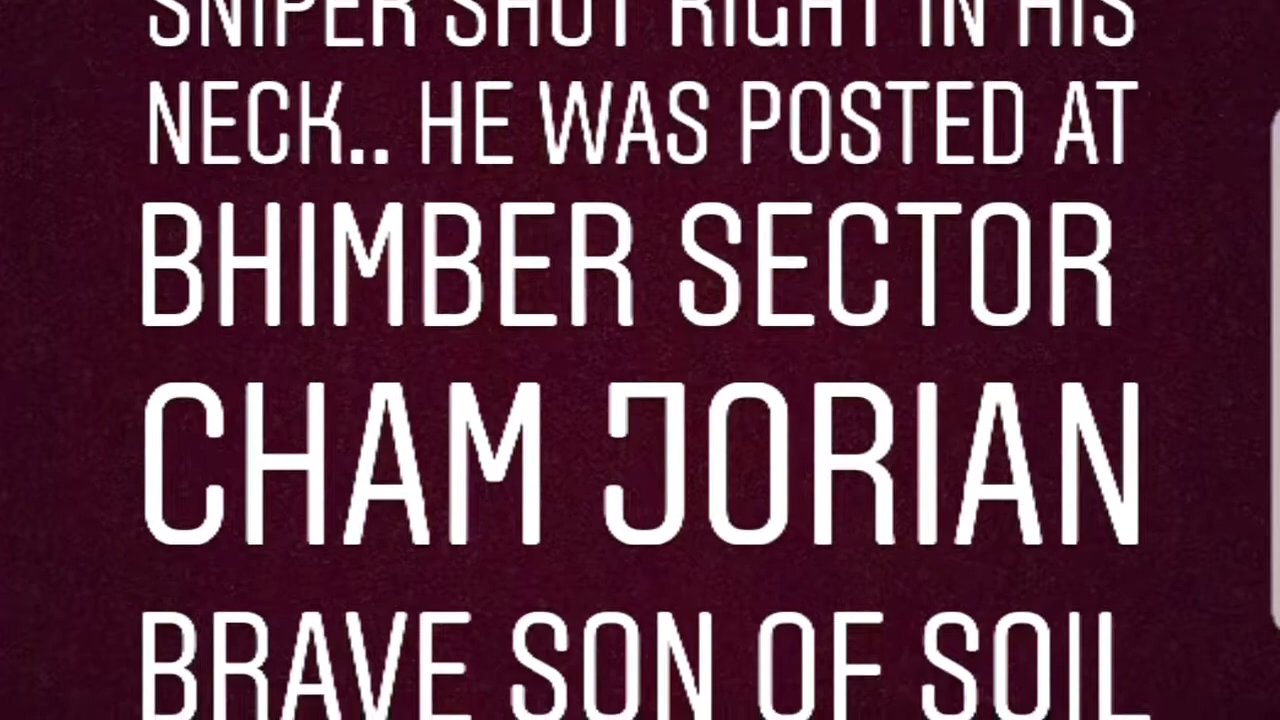 SNIPER SHOT RIGHT IN HIS
NECK.. HE WAS POSTED AT
BHIMBER SECTOR
CHAM JORIAN
BRAVE SON OF SOIL